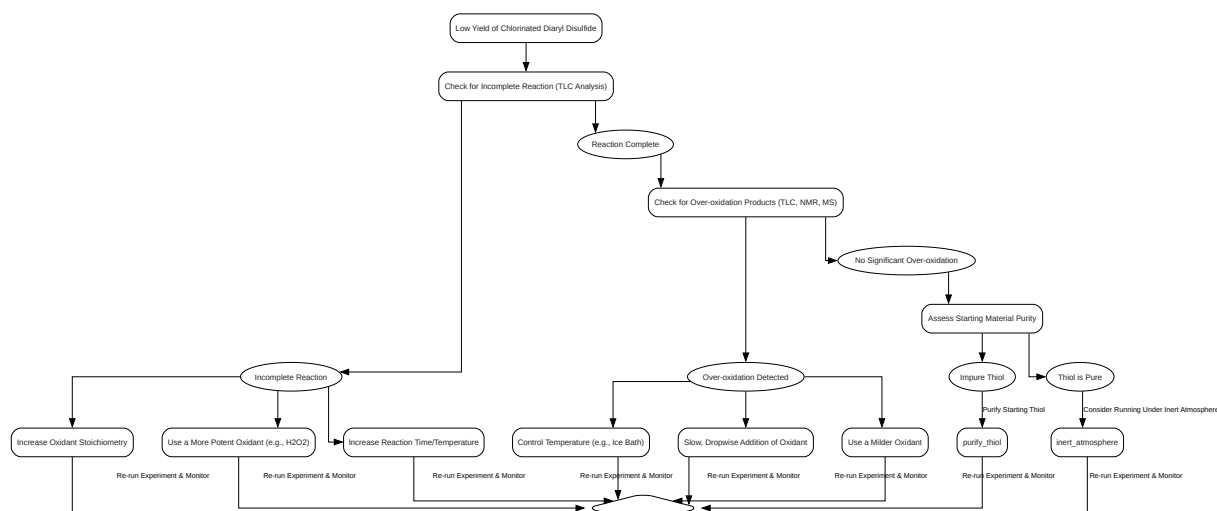 Low Yield of Chlorinated Diaryl Disulfide
Check for Incomplete Reaction (TLC Analysis)
Reaction Complete
Check for Over-oxidation Products (TLC, NMR, MS)
No Significant Over-oxidation
Assess Starting Material Purity
Incomplete Reaction
Over-oxidation Detected
Impure Thiol
Thiol is Pure
Purify Starting Thiol
Consider Running Under Inert Atmosphere
Increase Oxidant Stoichiometry
Use a More Potent Oxidant (e.g., H2O2)
Increase Reaction Time/Temperature
Control Temperature (e.g., Ice Bath)
Slow, Dropwise Addition of Oxidant
Use a Milder Oxidant
purify_thiol
inert_atmosphere
Re-run Experiment & Monitor
Re-run Experiment & Monitor
Re-run Experiment & Monitor
Re-run Experiment & Monitor
Re-run Experiment & Monitor
Re-run Experiment & Monitor
Re-run Experiment & Monitor
Re-run Experiment & Monitor